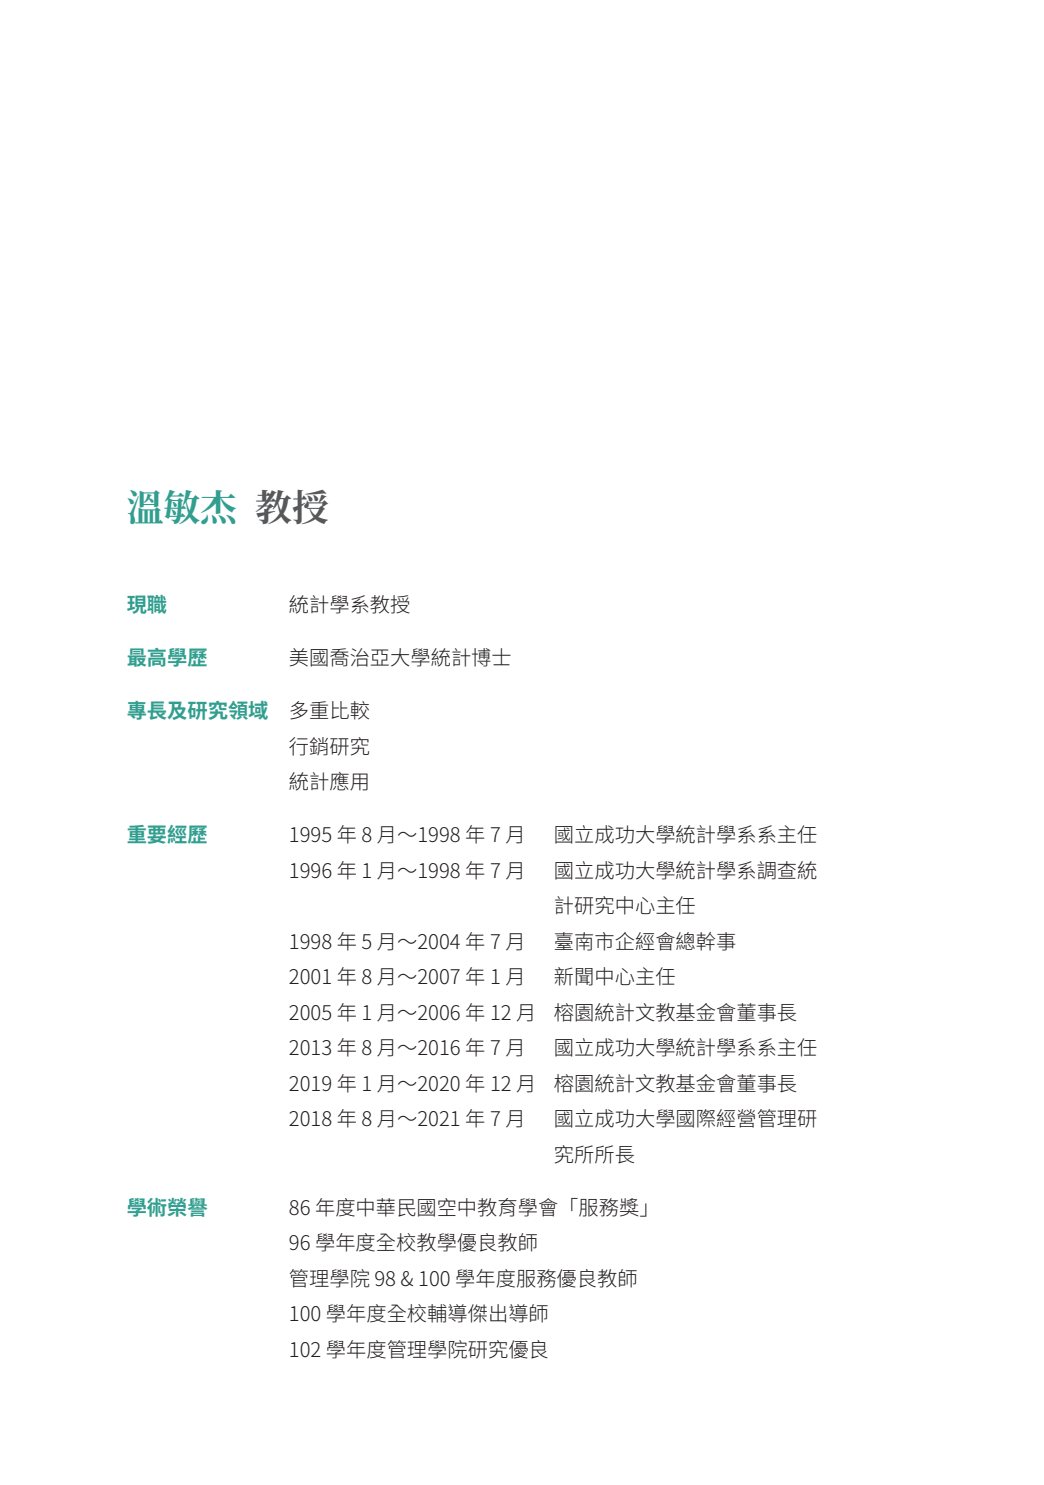 溫敏杰 教授
現職 統計學系教授
最高學歷 美國喬治亞大學統計博士
專長及研究領域 多重比較
行銷研究
統計應用
重要經歷 1995 年 8 月～1998 年 7 月 國立成功大學統計學系系主任
1996 年 1 月～1998 年 7 月 國立成功大學統計學系調查統
計研究中心主任
1998 年 5 月～2004 年 7 月 臺南市企經會總幹事
2001 年 8 月～2007 年 1 月 新聞中心主任
2005 年 1 月～2006 年 12 月 榕園統計文教基金會董事長
2013 年 8 月～2016 年 7 月 國立成功大學統計學系系主任
2019 年 1 月～2020 年 12 月 榕園統計文教基金會董事長
2018 年 8 月～2021 年 7 月 國立成功大學國際經營管理研
究所所長
學術榮譽 86 年度中華民國空中教育學會「服務獎」
96 學年度全校教學優良教師
管理學院 98 & 100 學年度服務優良教師
100 學年度全校輔導傑出導師
102 學年度管理學院研究優良